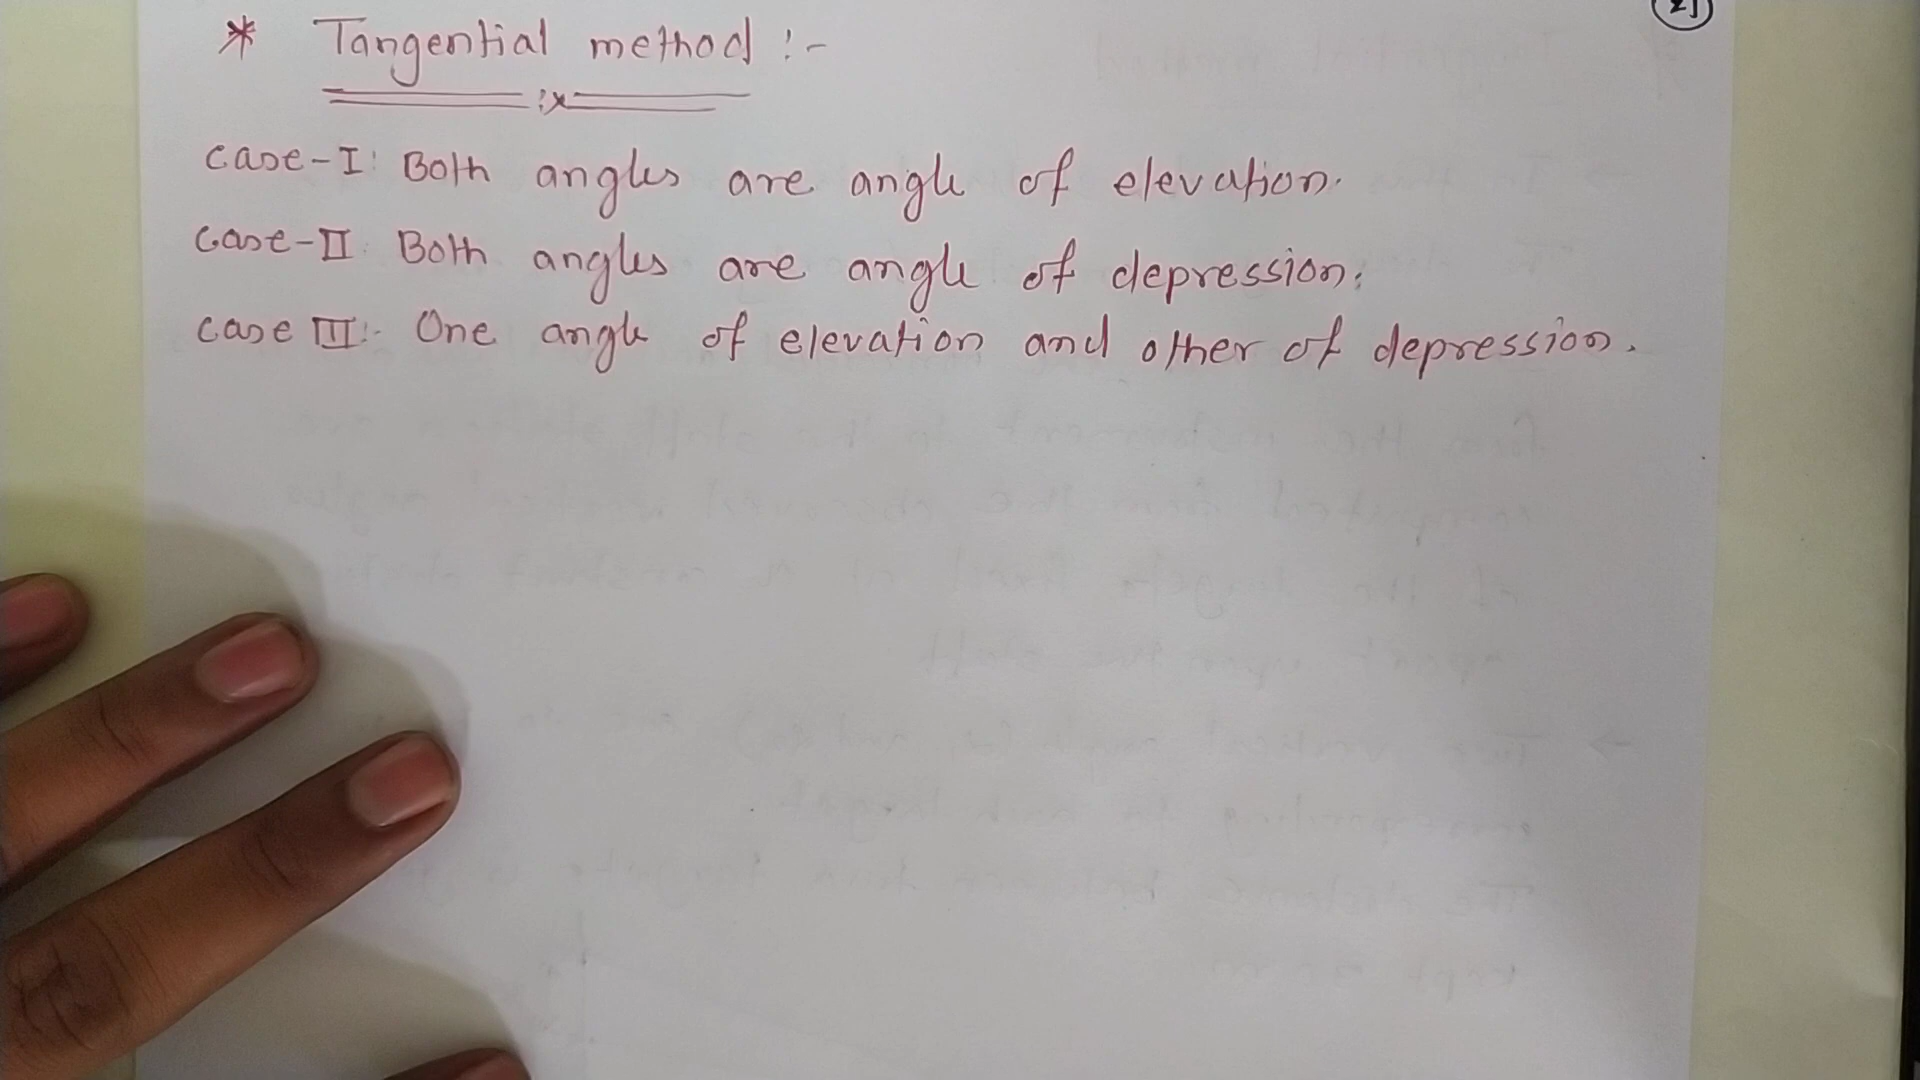 * Tangential method :-
:x
case-I: Both angles are angle of elevation.
case-II: Both angles are angle of depression.
case III:- One angle of elevation and other of depression.